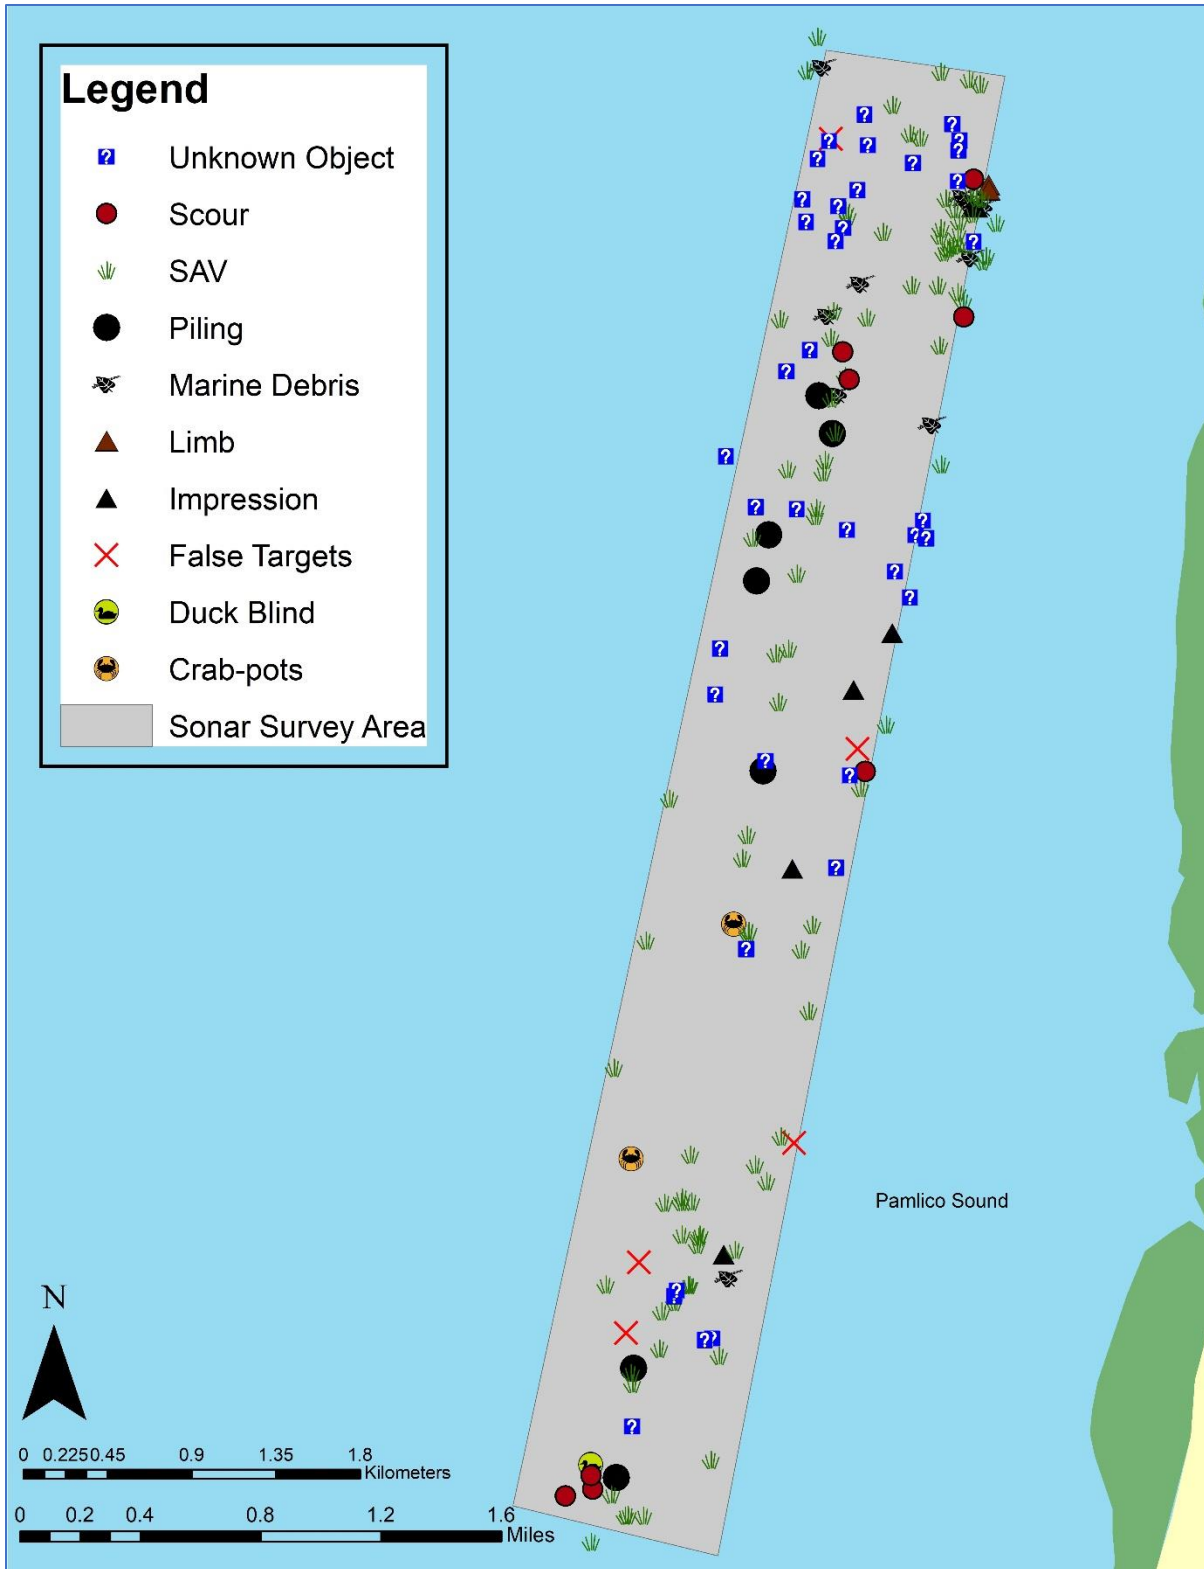 Legend
Unknown Object
Scour
SAV
Piling
Marine Debris
Limb
Impression
False Targets
Duck Blind
Crab-pots
Sonar Survey Area
Pamlico Sound
N
0 0.225 0.45 0.9 1.35 1.8
Kilometers
0 0.2 0.4 0.8 1.2 1.6
Miles